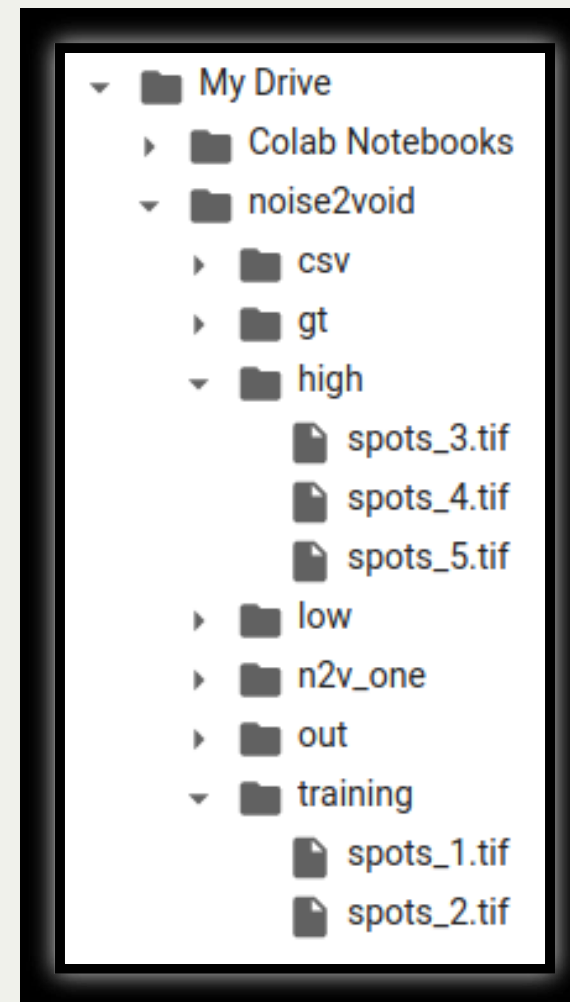 My Drive
Colab Notebooks
noise2void
csv
gt
high
spots_3.tif
spots_4.tif
spots_5.tif
low
n2v_one
out
training
spots_1.tif
spots_2.tif